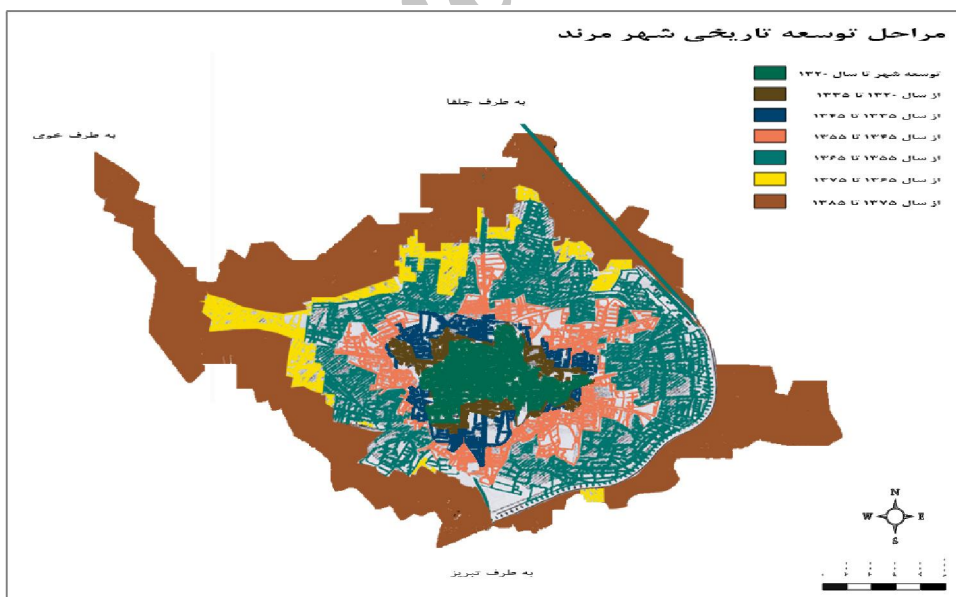 مراحل توسعه تاریخی شهر مرند
توسعه شهر تا سال ۱۳۲۰
از سال ۱۳۲۰ تا ۱۳۳۵
از سال ۱۳۳۵ تا ۱۳۴۵
از سال ۱۳۴۵ تا ۱۳۵۵
از سال ۱۳۵۵ تا ۱۳۶۵
از سال ۱۳۶۵ تا ۱۳۷۵
از سال ۱۳۷۵ تا ۱۳۸۵
به طرف جلفا
به طرف خوی
به طرف تبریز
N
W E
S